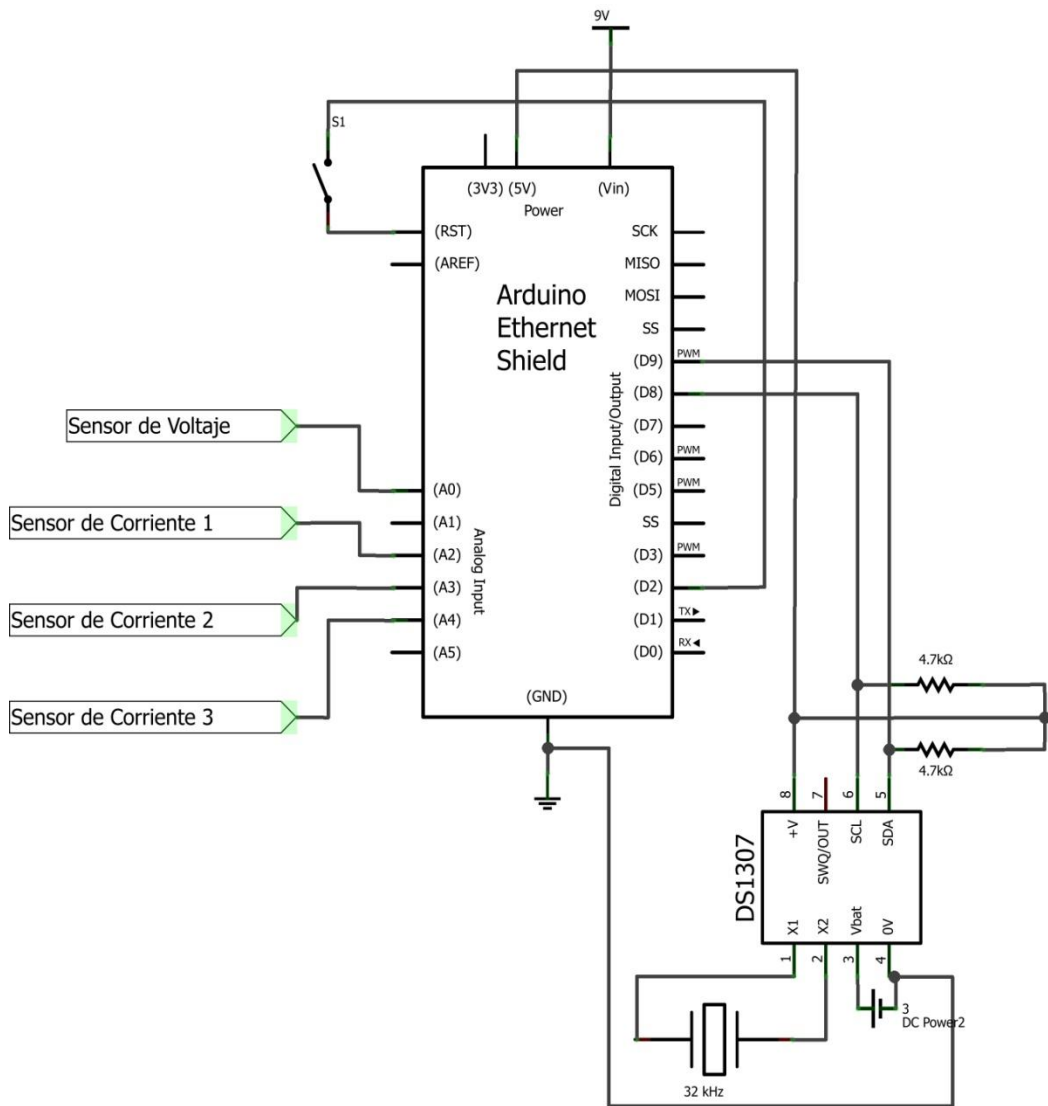 9V
S1
(3V3)
(5V)
(Vin)
Power
(RST)
(AREF)
SCK
MISO
MOSI
SS
Arduino
Ethernet
Shield
(D9)
PWM
(D8)
(D7)
(D6)
PWM
(D5)
PWM
SS
(D3)
PWM
(D2)
(D1)
TX
(D0)
RX
Digital Input/Output
Sensor de Voltaje
Sensor de Corriente 1
Sensor de Corriente 2
Sensor de Corriente 3
(A0)
(A1)
(A2)
(A3)
(A4)
(A5)
Analog Input
(GND)
4.7kΩ
4.7kΩ
8
7
6
5
+V
SWQ/OUT
SCL
SDA
DS1307
X1
X2
Vbat
0V
1
2
3
4
3
DC Power2
32 kHz